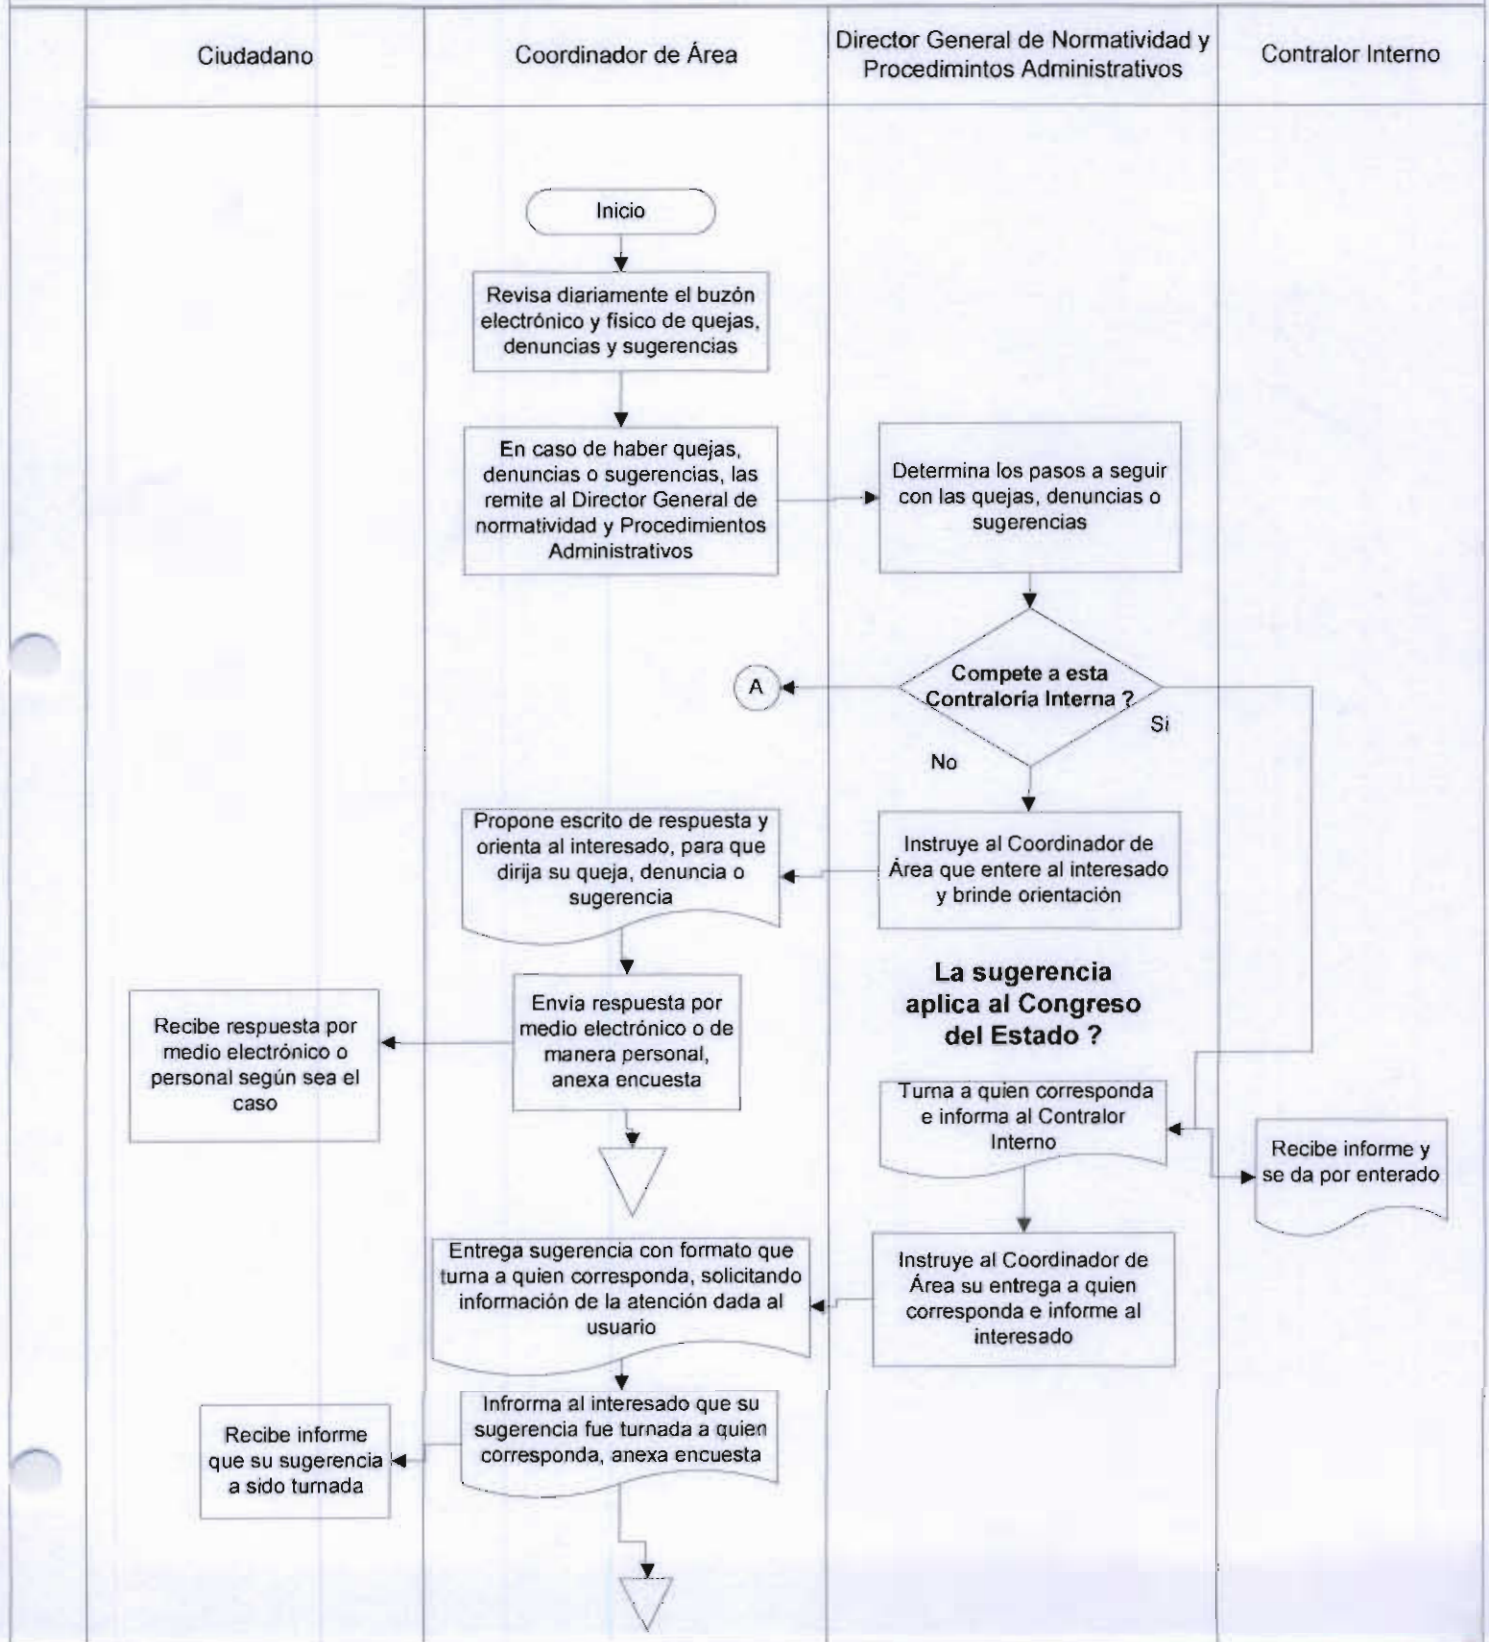 Ciudadano
Coordinador de Área
Director General de Normatividad y
Procedimintos Administrativos
Contralor Interno
Inicio
Revisa diariamente el buzón
electrónico y físico de quejas,
denuncias y sugerencias
En caso de haber quejas,
denuncias o sugerencias, las
remite al Director General de
normatividad y Procedimientos
Administrativos
Determina los pasos a seguir
con las quejas, denuncias o
sugerencias
Compete a esta
Contraloría Interna ?
A
Si
No
Propone escrito de respuesta y
orienta al interesado, para que
dirija su queja, denuncia o
sugerencia
Instruye al Coordinador de
Área que entere al interesado
y brinde orientación
La sugerencia
aplica al Congreso
del Estado ?
Envía respuesta por
medio electrónico o de
manera personal,
anexa encuesta
Recibe respuesta por
medio electrónico o
personal según sea el
caso
Turna a quien corresponda
e informa al Contralor
Interno
Recibe informe y
se da por enterado
Entrega sugerencia con formato que
turna a quien corresponda, solicitando
información de la atención dada al
usuario
Instruye al Coordinador de
Área su entrega a quien
corresponda e informe al
interesado
Infrorma al interesado que su
sugerencia fue turnada a quien
corresponda, anexa encuesta
Recibe informe
que su sugerencia
a sido turnada